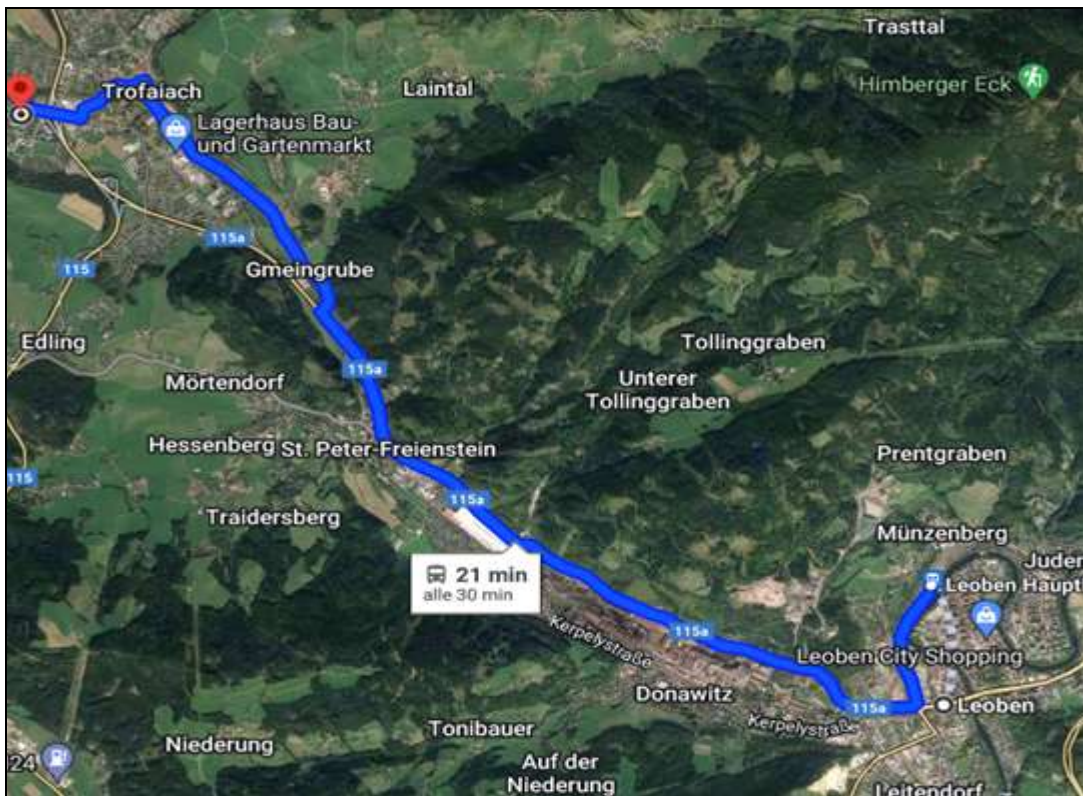 Trasttal
Himberger Eck
Laintal
Trofaiach
Lagerhaus Bau-
und Gartenmarkt
115a
115
Gmeingrube
Edling
115a
Mörtendorf
Tollinggraben
Unterer
Tollinggraben
Hessenberg
St. Peter-Freienstein
Prentgraben
115
115a
Traidersberg
Münzenberg
21 min
alle 30 min
Juden
Leoben Haupt
Kerpelystraße
115a
Leoben City Shopping
Donawitz
115a
Leoben
Kerpelystraße
Niederung
Tonibauer
24
Auf der
Niederung
Leitendorf